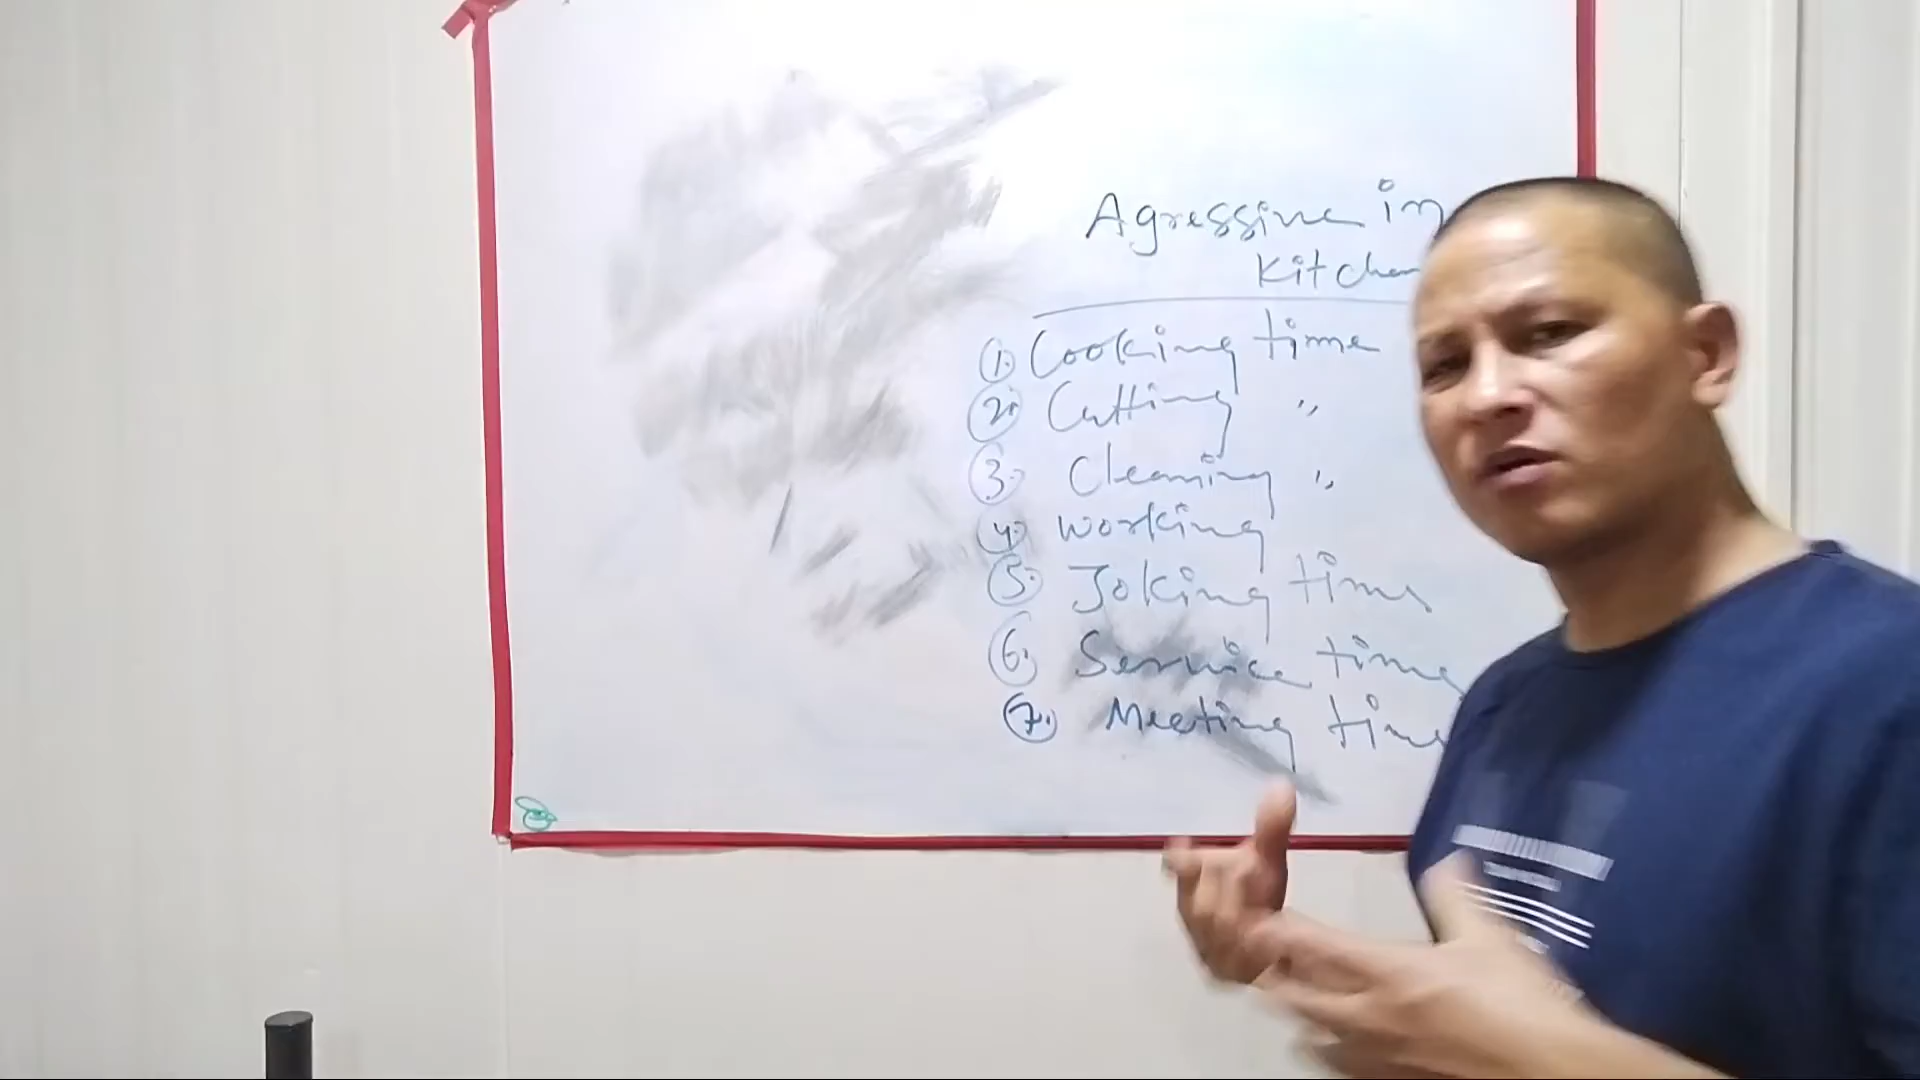 Agressive in
Kitchen
1. Cooking time
2. Cutting "
3. Cleaning "
4. Working
5. Joking time
6. Service time
7. Meeting time